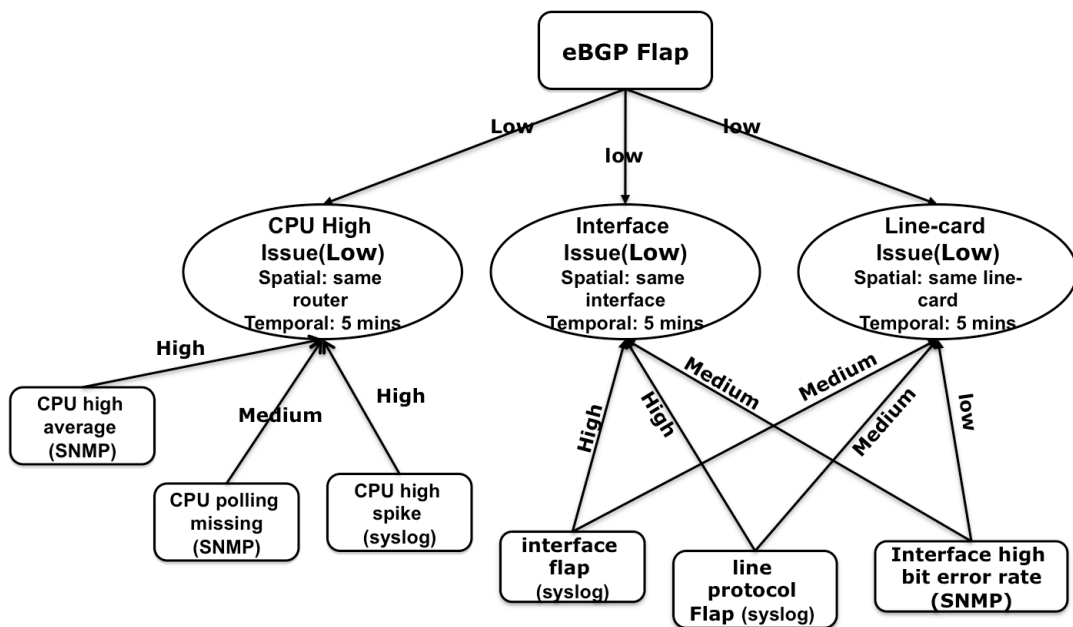 eBGP Flap
Low
low
low
CPU High
Issue(Low)
Spatial: same
router
Temporal: 5 mins
Interface
Issue(Low)
Spatial: same
interface
Temporal: 5 mins
Line-card
Issue(Low)
Spatial: same line-
card
Temporal: 5 mins
High
Medium
High
High
High
Medium
Medium
Medium
low
CPU high
average
(SNMP)
CPU polling
missing
(SNMP)
CPU high
spike
(syslog)
interface
flap
(syslog)
line
protocol
Flap (syslog)
Interface high
bit error rate
(SNMP)